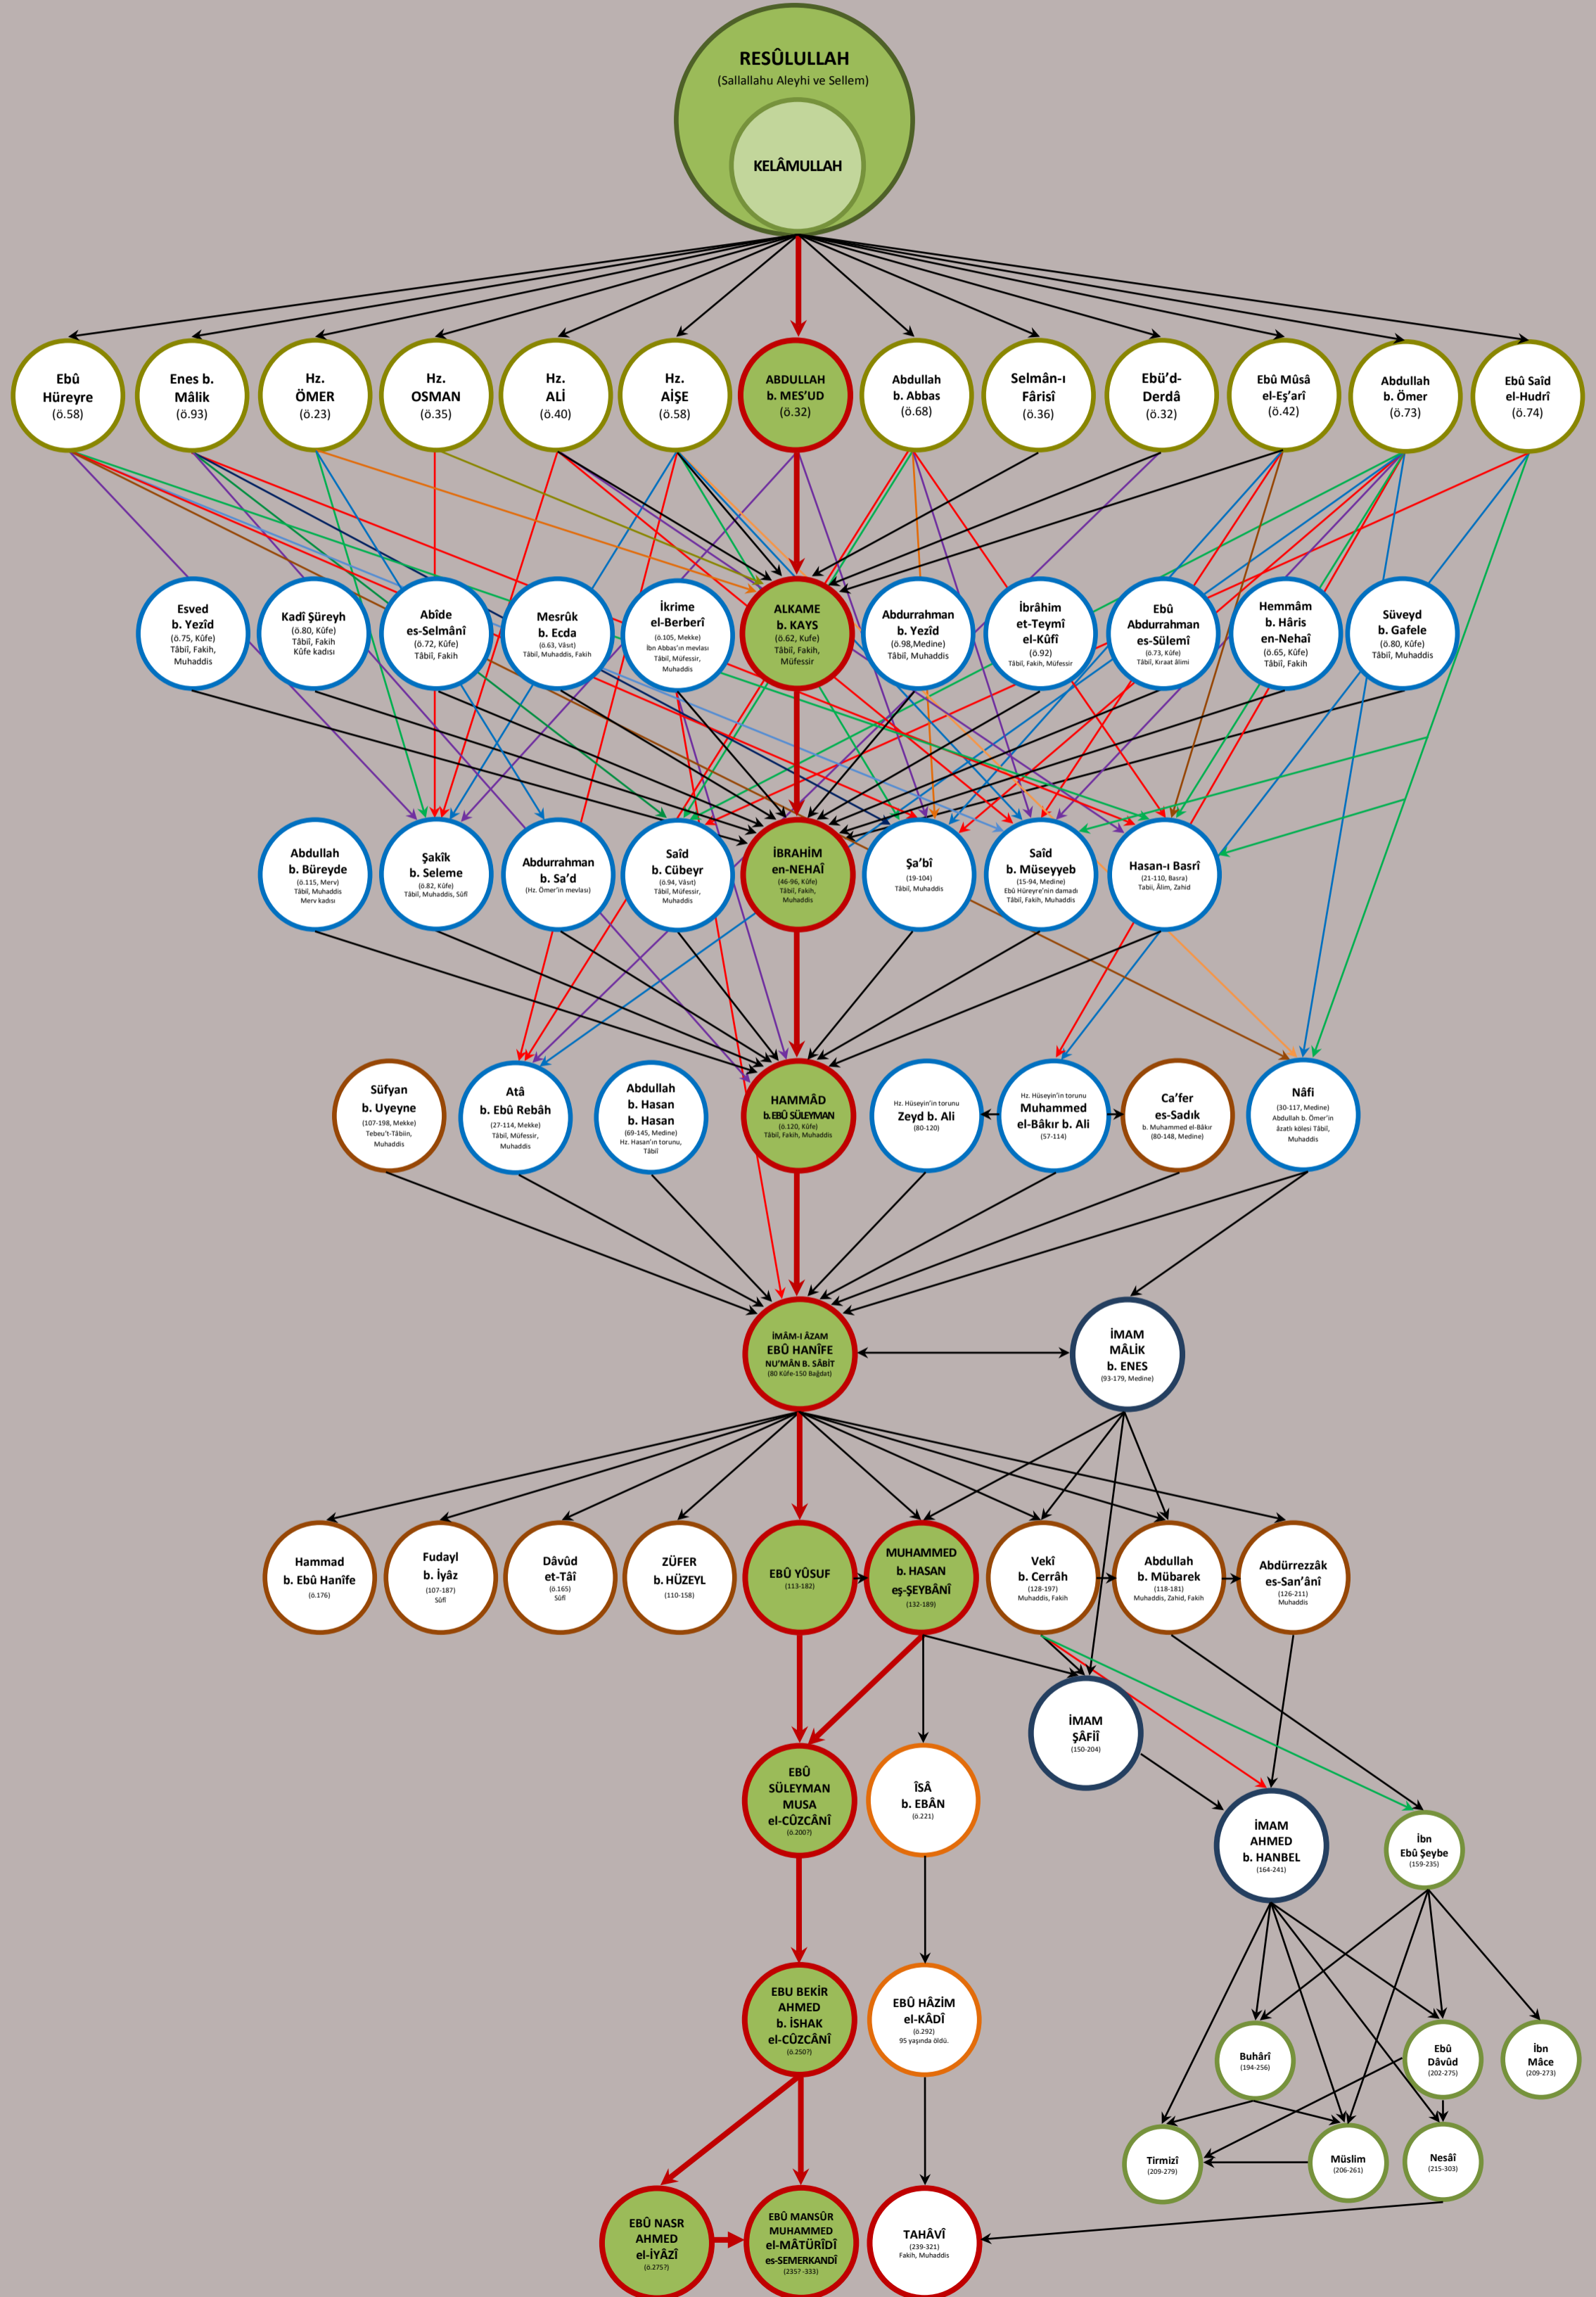 RESÛLULLAH
(Sallallahu Aleyhi ve Sellem)
KELÂMULLAH
Ebû
Hüreyre
(ö.58)
Enes b.
Mâlik
(ö.93)
Hz.
ÖMER
(ö.23)
Hz.
OSMAN
(ö.35)
Hz.
ALİ
(ö.40)
Hz.
AİŞE
(ö.58)
ABDULLAH
b. MES'UD
(ö.32)
Abdullah
b. Abbas
(ö.68)
Selmân-ı
Fârisî
(ö.36)
Ebü'd-
Derdâ
(ö.32)
Ebû Mûsâ
el-Eş'arî
(ö.42)
Abdullah
b. Ömer
(ö.73)
Ebû Saîd
el-Hudrî
(ö.74)
Esved
b. Yezîd
(ö.75, Kûfe)
Tâbiî, Fakih,
Muhaddis
Kadî Şüreyh
(ö.80, Kûfe)
Tâbiî, Fakih
Kûfe kadısı
Abîde
es-Selmânî
(ö.72, Kûfe)
Tâbiî, Fakih
Mesrûk
b. Ecda
(ö.63, Vâsıt)
Tâbiî, Muhaddis, Fakih
İkrime
el-Berberî
(ö.105, Mekke)
İbn Abbas'ın mevlası
Tâbiî, Müfessir,
Muhaddis
ALKAME
b. KAYS
(ö.62, Kufe)
Tâbiî, Fakih,
Müfessir
Abdurrahman
b. Yezîd
(ö.98,Medine)
Tâbiî, Muhaddis
İbrâhim
et-Teymî
el-Kûfî
(ö.92)
Tâbiî, Fakih, Müfessir
Ebû
Abdurrahman
es-Sülemî
(ö.73, Kûfe)
Tâbiî, Kıraat âlimi
Hemmâm
b. Hâris
en-Nehaî
(ö.65, Kûfe)
Tâbiî, Fakih
Süveyd
b. Gafele
(ö.80, Kûfe)
Tâbiî, Muhaddis
Abdullah
b. Büreyde
(ö.115, Merv)
Tâbiî, Muhaddis
Merv kadısı
Şakîk
b. Seleme
(ö.82, Kûfe)
Tâbiî, Muhaddis, Sûfî
Abdurrahman
b. Sa'd
(Hz. Ömer'in mevlası)
Saîd
b. Cübeyr
(ö.94, Vâsıt)
Tâbiî, Müfessir,
Muhaddis
İBRAHİM
en-NEHAÎ
(46-96, Kûfe)
Tâbiî, Fakih,
Muhaddis
Şa'bî
(19-104)
Tâbiî, Muhaddis
Saîd
b. Müseyyeb
(15-94, Medine)
Ebû Hüreyre'nin damadı
Tâbiî, Fakih, Muhaddis
Hasan-ı Basrî
(21-110, Basra)
Tabii, Âlim, Zahid
Süfyan
b. Uyeyne
(107-198, Mekke)
Tebeu't-Tâbiin,
Muhaddis
Atâ
b. Ebû Rebâh
(27-114, Mekke)
Tâbiî, Müfessir,
Muhaddis
Abdullah
b. Hasan
b. Hasan
(69-145, Medine)
Hz. Hasan'ın torunu,
Tâbiî
HAMMÂD
b. EBÛ SÜLEYMAN
(ö.120, Kûfe)
Tâbiî, Fakih, Muhaddis
Hz. Hüseyin'in torunu
Zeyd b. Ali
(80-120)
Hz. Hüseyin'in torunu
Muhammed
el-Bâkır b. Ali
(57-114)
Ca'fer
es-Sadık
b. Muhammed el-Bâkır
(80-148, Medine)
Nâfi
(30-117, Medine)
Abdullah b. Ömer'in
âzatlı kölesi Tâbiî,
Muhaddis
İMÂM-I ÂZAM
EBÛ HANÎFE
NU'MÂN B. SÂBİT
(80 Kûfe-150 Bağdat)
İMAM
MÂLİK
b. ENES
(93-179, Medine)
Hammad
b. Ebû Hanîfe
(ö.176)
Fudayl
b. İyâz
(107-187)
Sûfî
Dâvûd
et-Tâî
(ö.165)
Sûfî
ZÜFER
b. HÜZEYL
(110-158)
EBÛ YÛSUF
(113-182)
MUHAMMED
b. HASAN
eş-ŞEYBÂNÎ
(132-189)
Vekî
b. Cerrâh
(128-197)
Muhaddis, Fakih
Abdullah
b. Mübarek
(118-181)
Muhaddis, Zahid, Fakih
Abdürrezzâk
es-San'ânî
(126-211)
Muhaddis
İMAM
ŞÂFİÎ
(150-204)
EBÛ
SÜLEYMAN
MUSA
el-CÛZCÂNÎ
(ö.200?)
ÎSÂ
b. EBÂN
(ö.221)
İMAM
AHMED
b. HANBEL
(164-241)
İbn
Ebû Şeybe
(159-235)
EBU BEKİR
AHMED
b. İSHAK
el-CÛZCÂNÎ
(ö.250?)
EBÛ HÂZİM
el-KÂDÎ
(ö.292)
95 yaşında öldü.
Buhârî
(194-256)
Ebû
Dâvûd
(202-275)
İbn
Mâce
(209-273)
Tirmizî
(209-279)
Müslim
(206-261)
Nesâî
(215-303)
EBÛ NASR
AHMED
el-İYÂZÎ
(ö.275?)
EBÛ MANSÛR
MUHAMMED
el-MÂTÜRÎDÎ
es-SEMERKANDÎ
(235? -333)
TAHÂVÎ
(239-321)
Fakih, Muhaddis